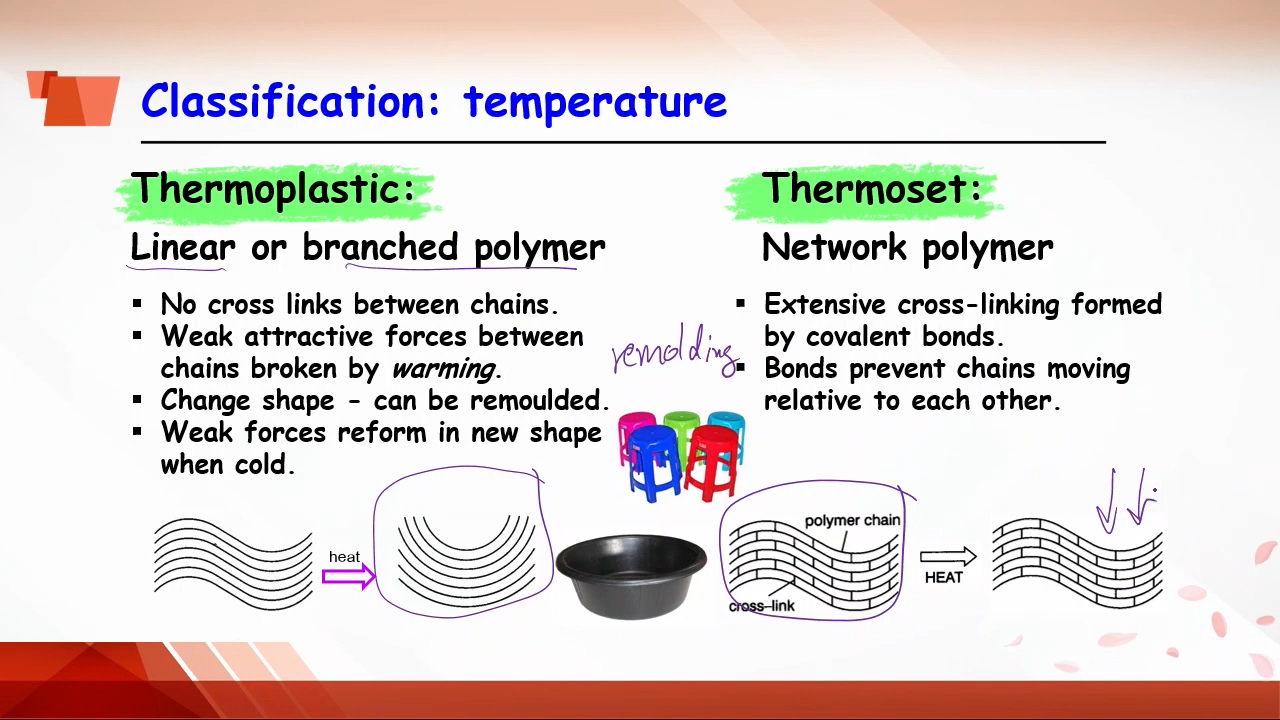 Classification: temperature
Thermoplastic:
Linear or branched polymer
▪ No cross links between chains.
▪ Weak attractive forces between
chains broken by warming.
▪ Change shape - can be remoulded.
▪ Weak forces reform in new shape
when cold.
heat
remolding
Thermoset:
Network polymer
▪ Extensive cross-linking formed
by covalent bonds.
▪ Bonds prevent chains moving
relative to each other.
polymer chain
cross-link
HEAT